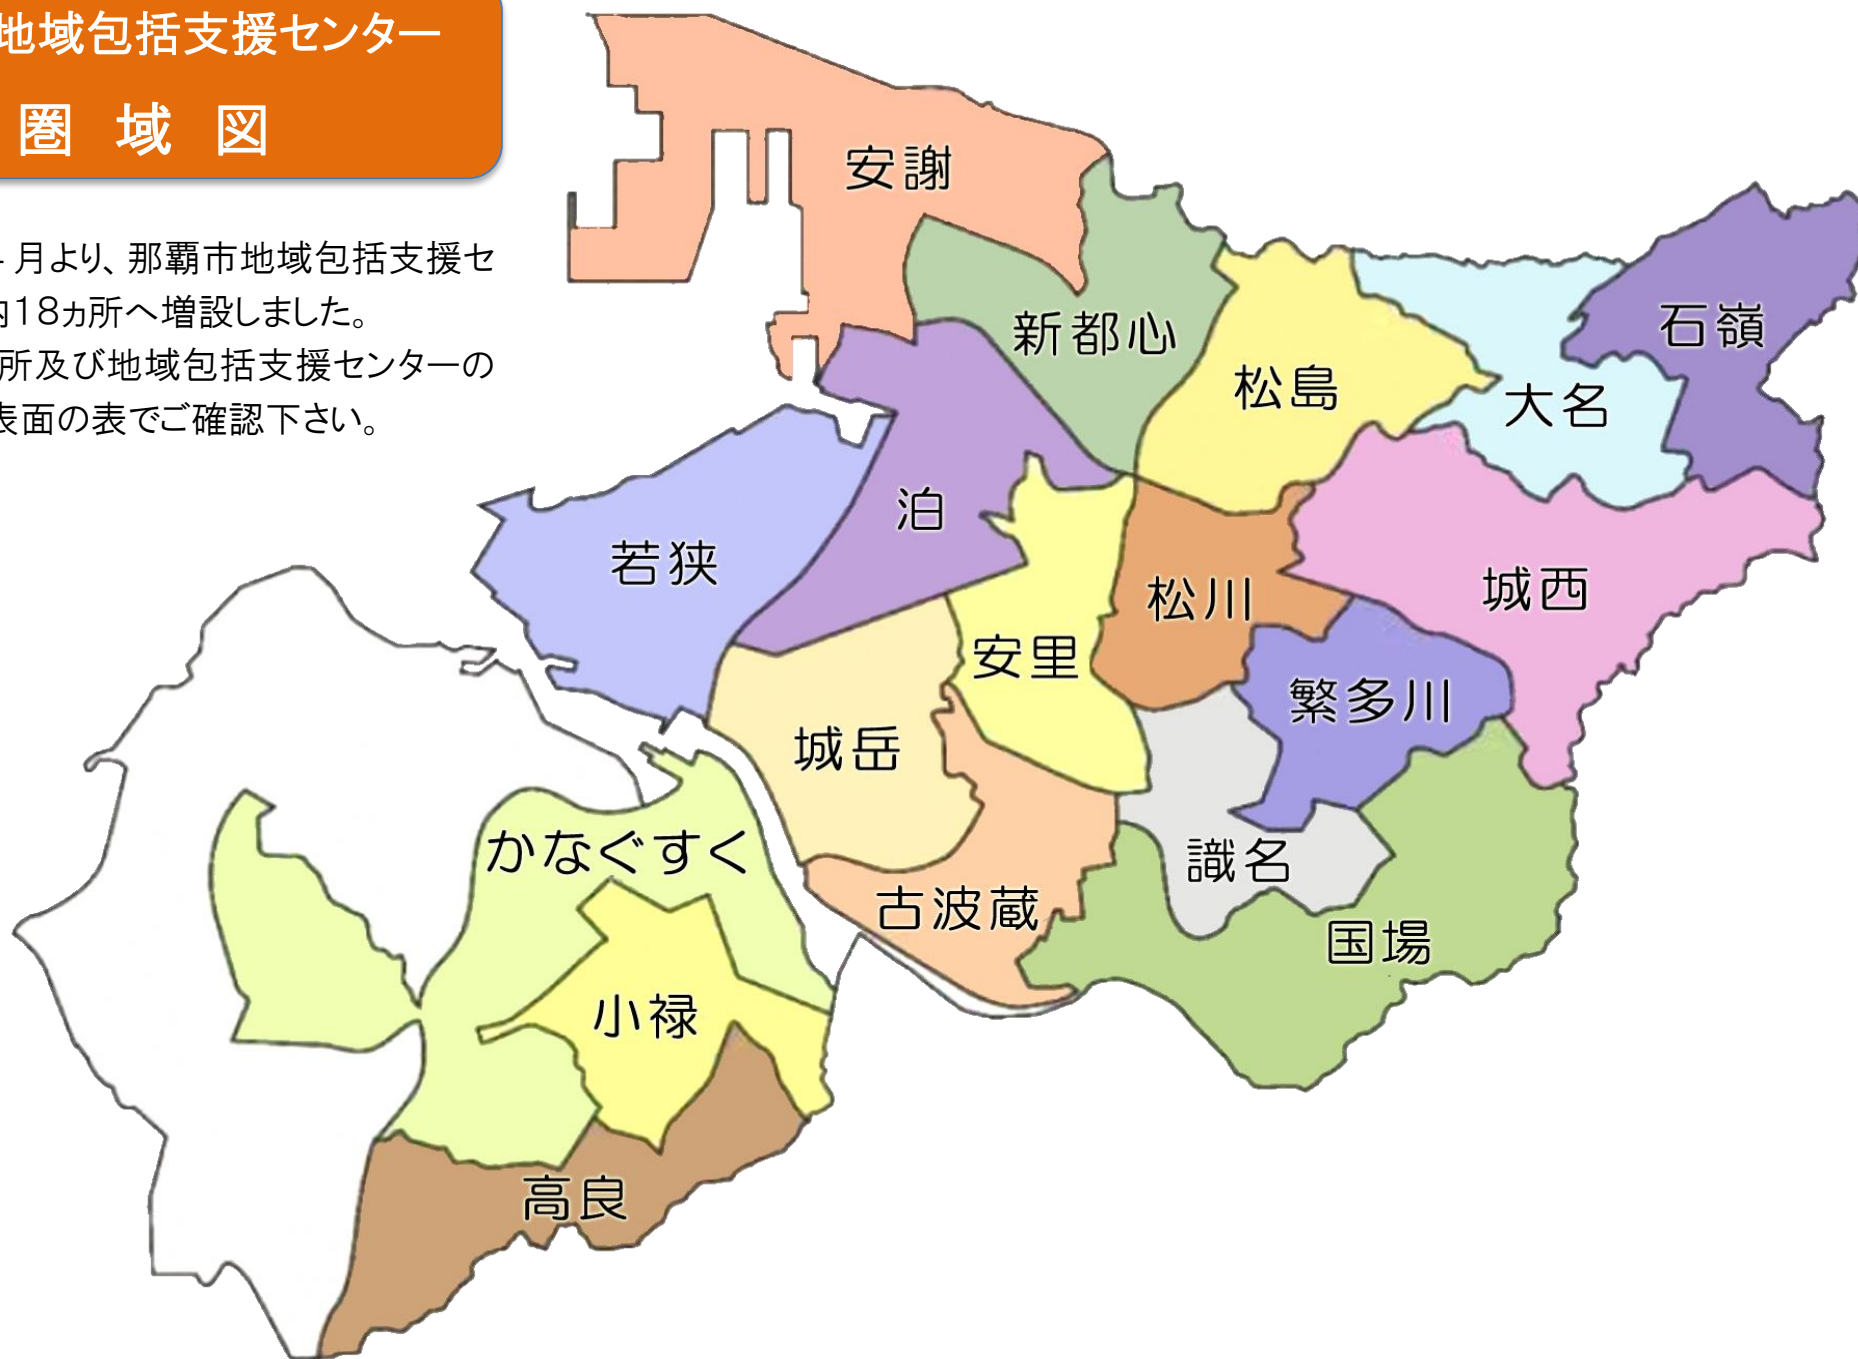 地域包括支援センター
圏域図
月より、那覇市地域包括支援セ
内18ヵ所へ増設しました。
所及び地域包括支援センターの
表面の表でご確認下さい。
安謝
新都心
松島
大名
石嶺
泊
若狭
松川
城西
安里
繁多川
城岳
識名
かなぐすく
古波蔵
国場
小禄
高良